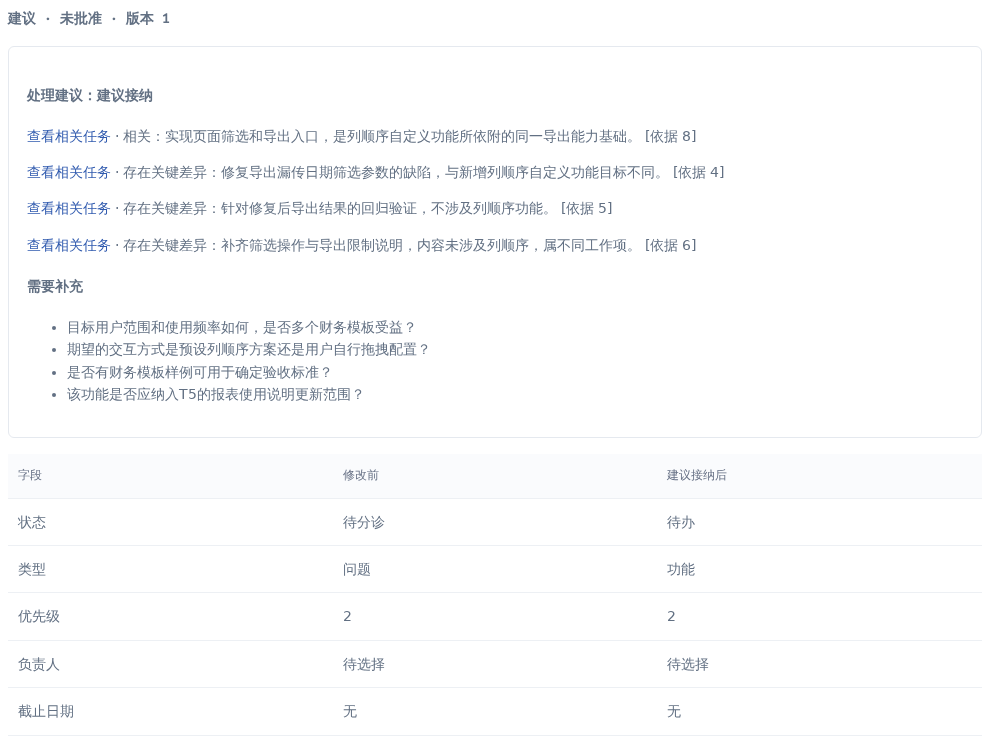 建议 · 未批准 · 版本 1
处理建议：建议接纳
查看相关任务 · 相关：实现页面筛选和导出入口，是列顺序自定义功能所依附的同一导出能力基础。 [依据 8]
查看相关任务 · 存在关键差异：修复导出漏传日期筛选参数的缺陷，与新增列顺序自定义功能目标不同。 [依据 4]
查看相关任务 · 存在关键差异：针对修复后导出结果的回归验证，不涉及列顺序功能。 [依据 5]
查看相关任务 · 存在关键差异：补齐筛选操作与导出限制说明，内容未涉及列顺序，属不同工作项。 [依据 6]
需要补充
• 目标用户范围和使用频率如何，是否多个财务模板受益？
• 期望的交互方式是预设列顺序方案还是用户自行拖拽配置？
• 是否有财务模板样例可用于确定验收标准？
• 该功能是否应纳入T5的报表使用说明更新范围？
字段 修改前 建议接纳后
状态 待分诊 待办
类型 问题 功能
优先级 2 2
负责人 待选择 待选择
截止日期 无 无